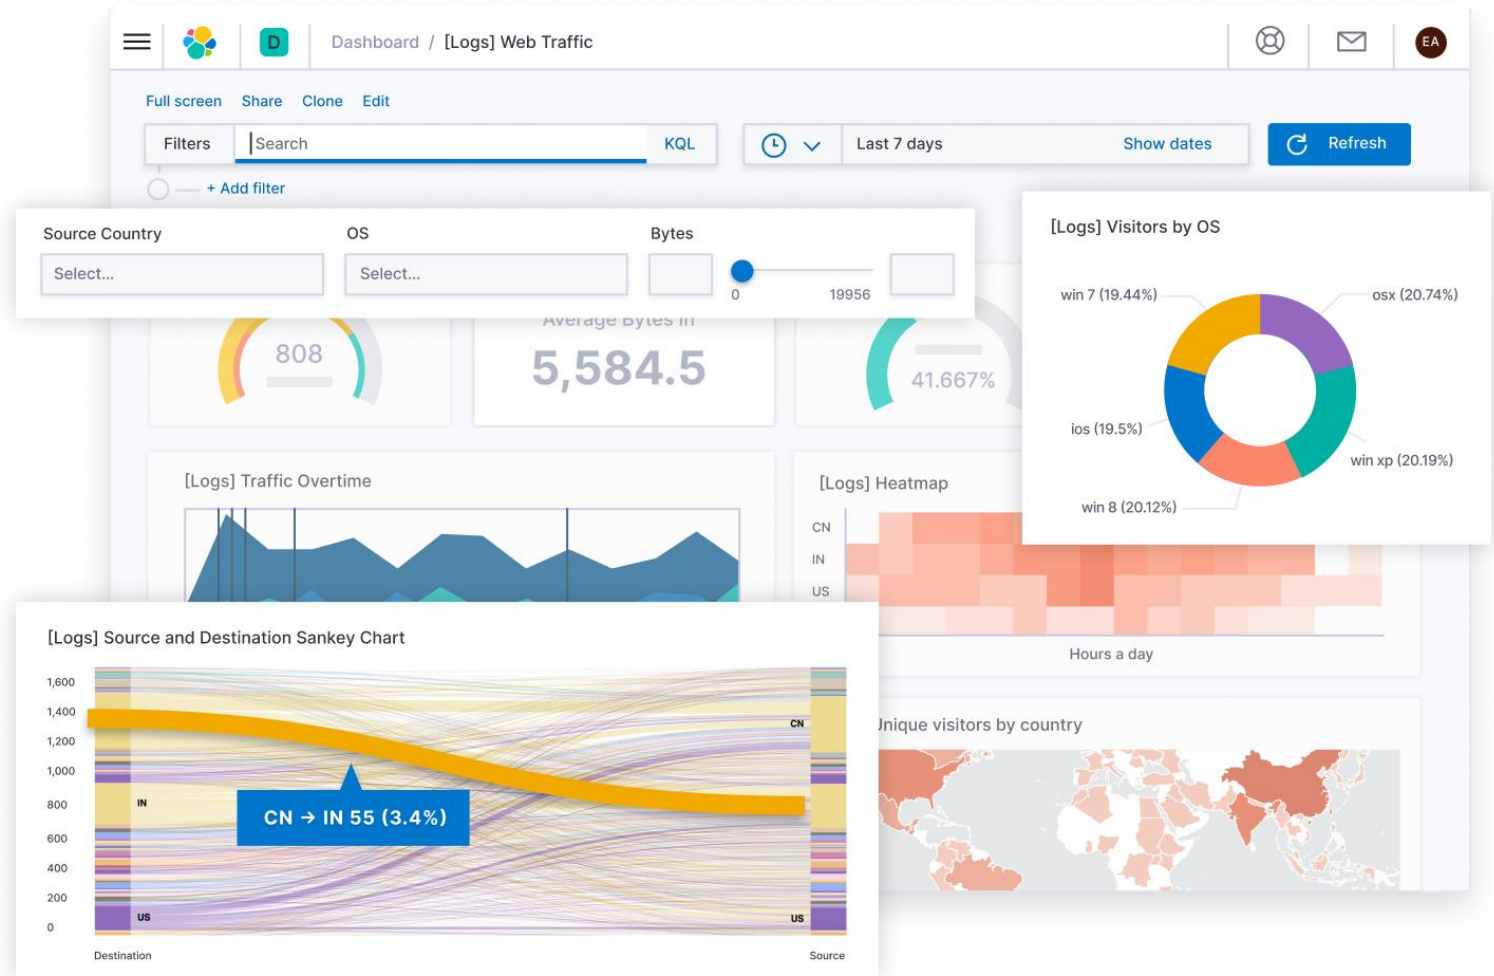 D
Dashboard / [Logs] Web Traffic
EA
Full screen Share Clone Edit
Filters
Search
KQL
Last 7 days
Show dates
Refresh
+ Add filter
Source Country
OS
Bytes
Select...
Select...
0
19956
[Logs] Visitors by OS
win 7 (19.44%)
osx (20.74%)
ios (19.5%)
win xp (20.19%)
win 8 (20.12%)
808
Average Bytes in
5,584.5
41.667%
[Logs] Traffic Overtime
[Logs] Heatmap
CN
IN
US
Hours a day
[Logs] Source and Destination Sankey Chart
1,600
1,400
1,200
1,000
800
600
400
200
0
CN
IN
CN → IN 55 (3.4%)
US
US
Destination
Source
visitors by country